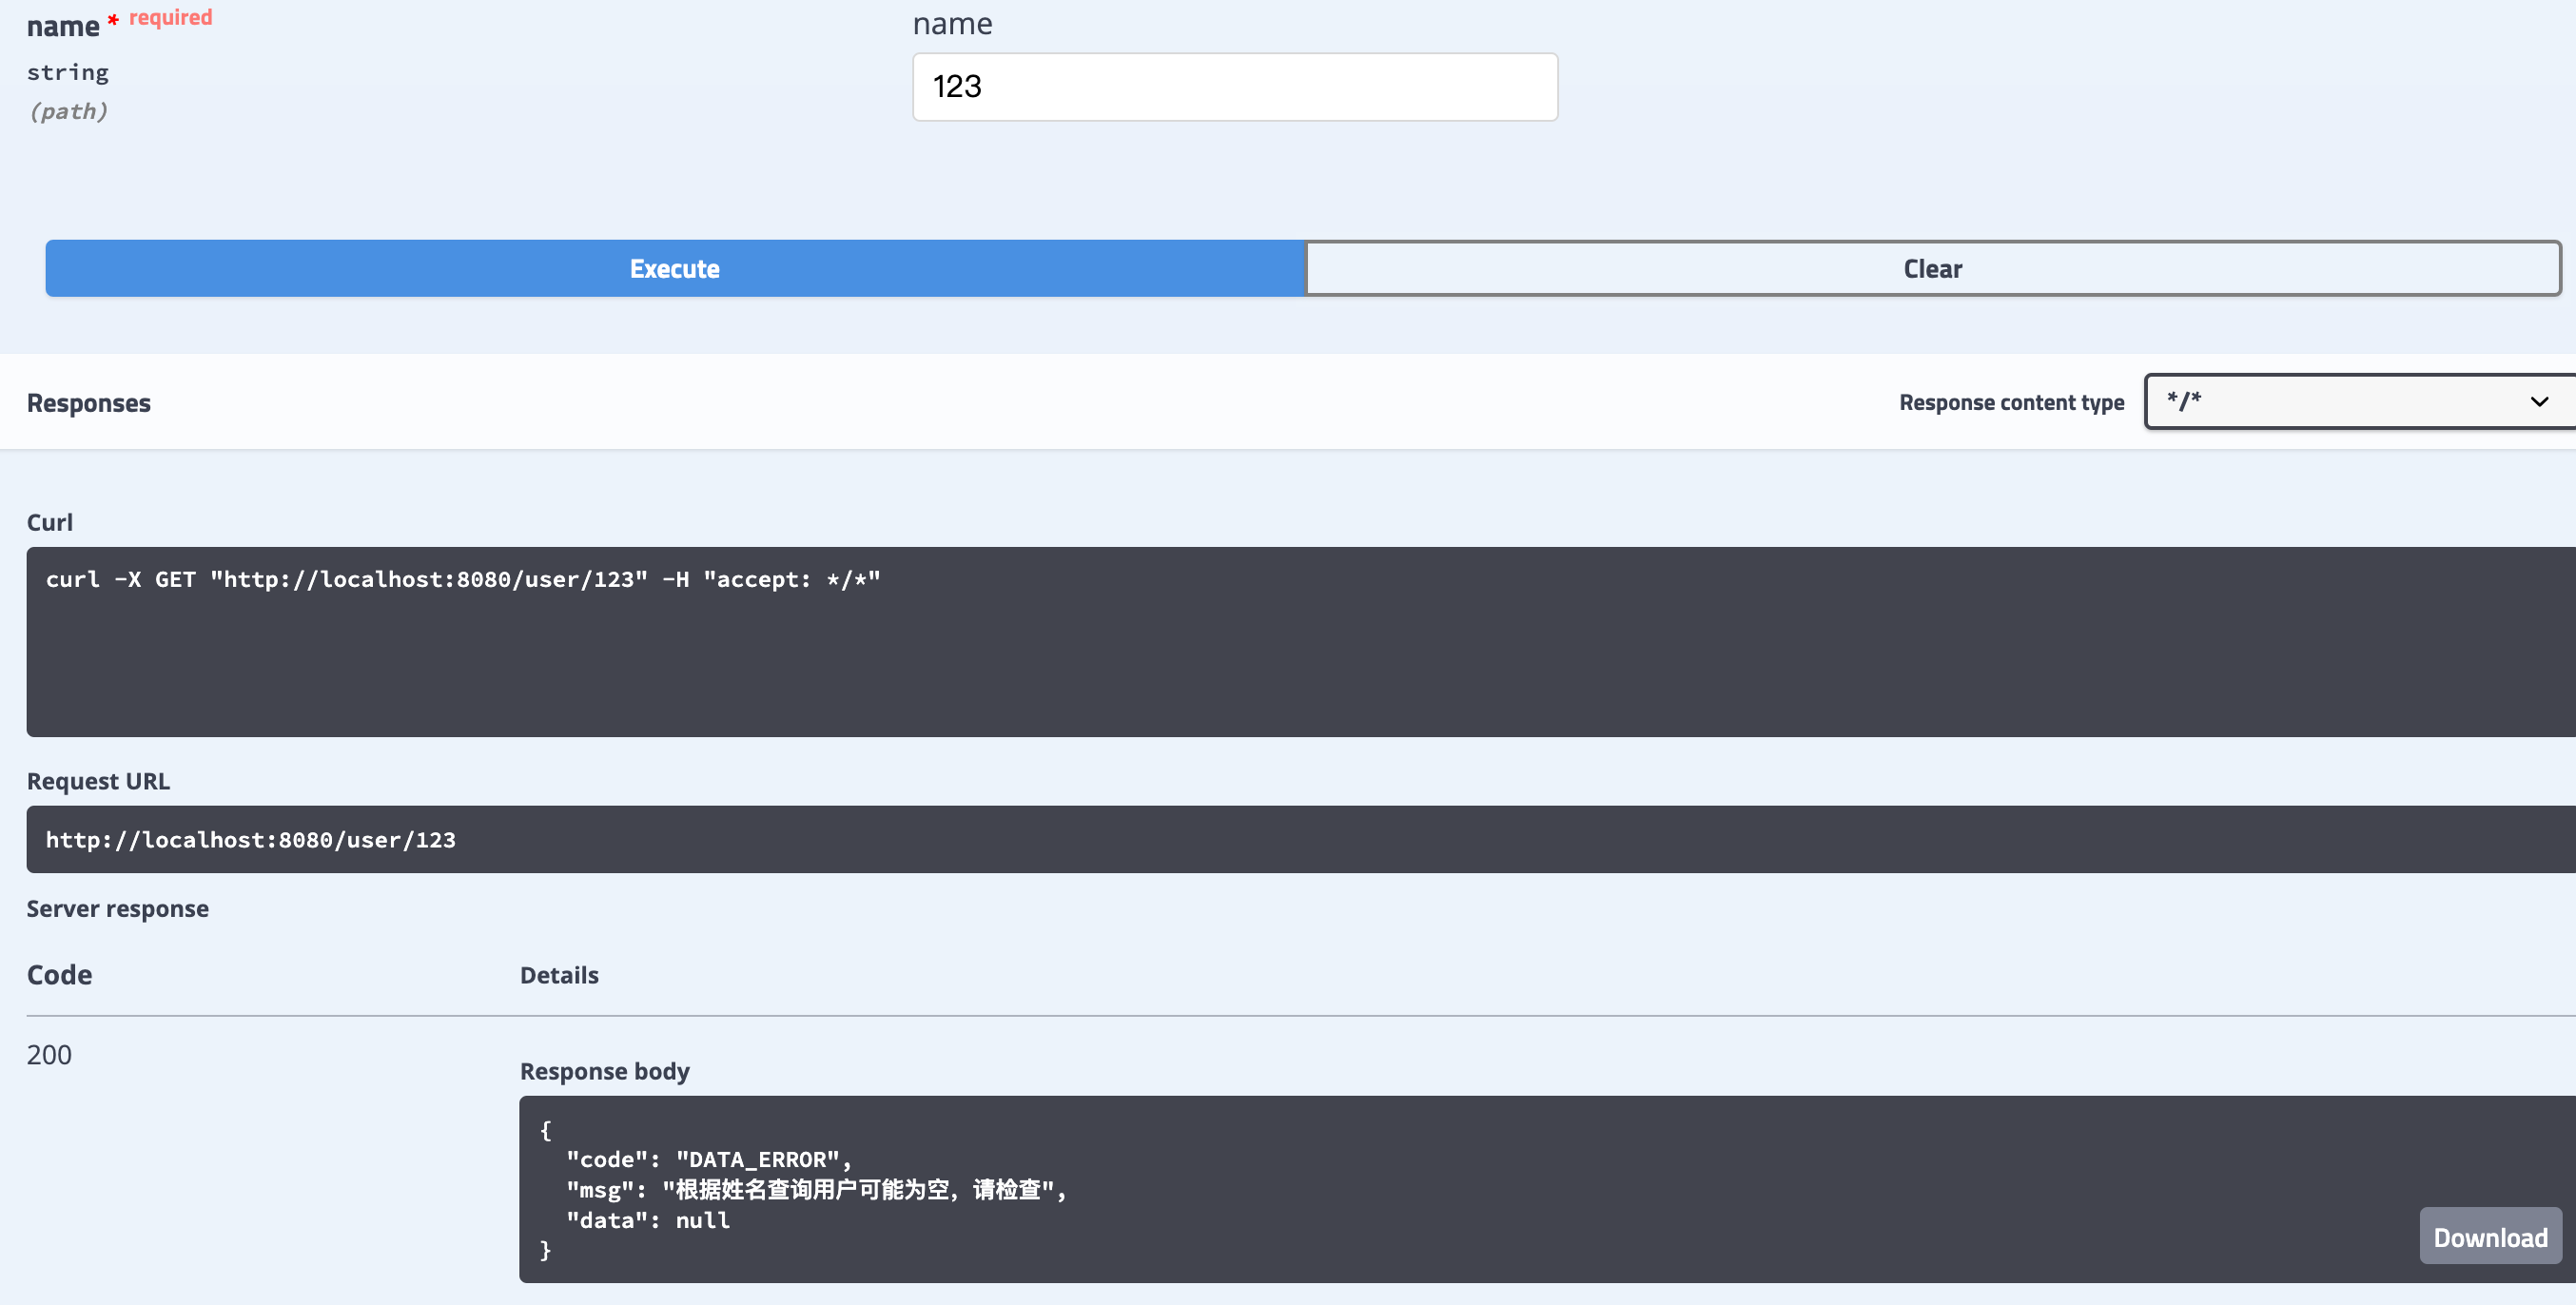 name * required
name
string
(path)
123
Execute
Clear
Responses
Response content type
*/*
Curl
curl -X GET "http://localhost:8080/user/123" -H "accept: */*"
Request URL
http://localhost:8080/user/123
Server response
Code
Details
200
Response body
{
  "code": "DATA_ERROR",
  "msg": "根据姓名查询用户可能为空，请检查",
  "data": null
}
Download